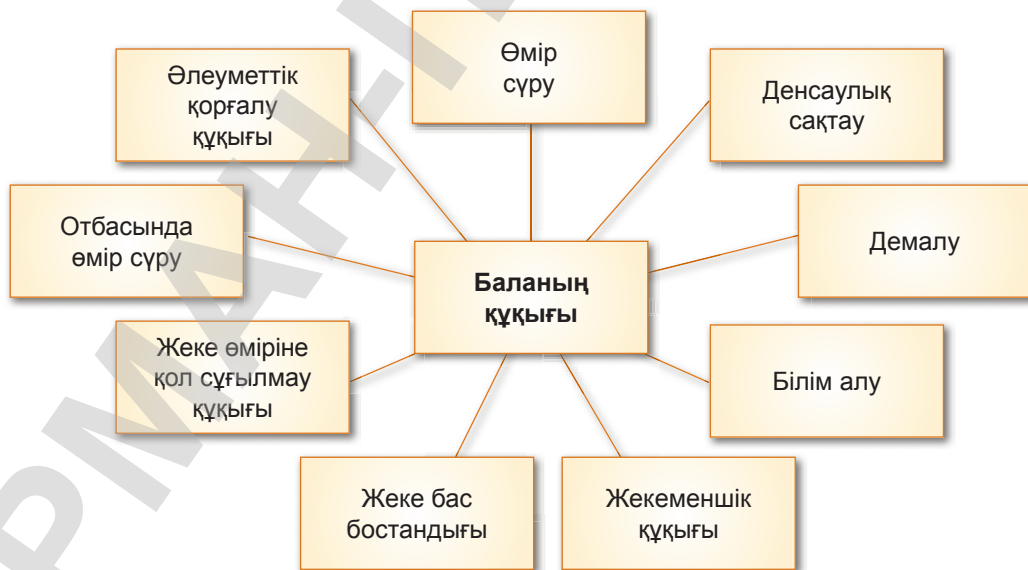 Өмір
сүру
Әлеуметтік
қорғалу
құқығы
Денсаулық
сақтау
Отбасында
өмір сүру
Демалу
Баланың
құқығы
Жеке өміріне
қол сұғылмау
құқығы
Білім алу
Жеке бас
бостандығы
Жекеменшік
құқығы